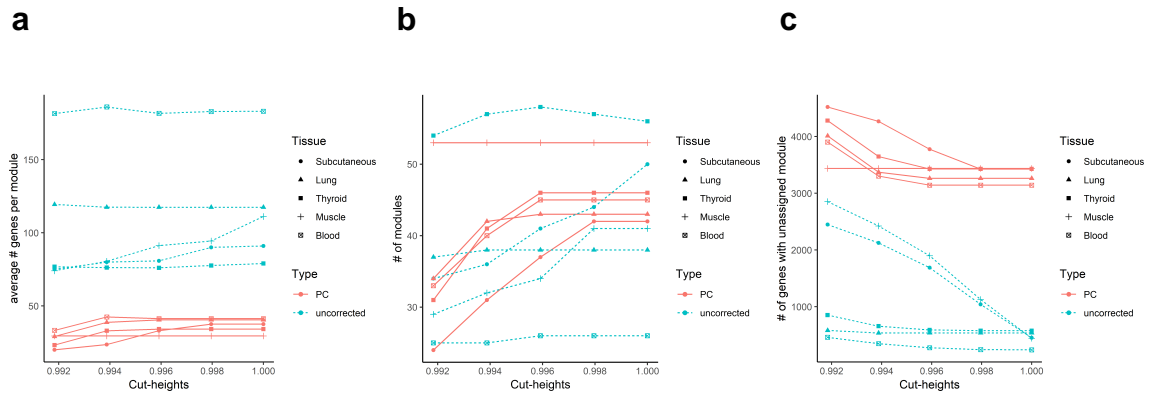 a
average # genes per module
150
100
50
0.992 0.994 0.996 0.998 1.000
Cut-heights
Tissue
Subcutaneous
Lung
Thyroid
Muscle
Blood
Type
PC
uncorrected
b
# of modules
50
40
30
0.992 0.994 0.996 0.998 1.000
Cut-heights
Tissue
Subcutaneous
Lung
Thyroid
Muscle
Blood
Type
PC
uncorrected
c
# of genes with unassigned module
4000
3000
2000
1000
0.992 0.994 0.996 0.998 1.000
Cut-heights
Tissue
Subcutaneous
Lung
Thyroid
Muscle
Blood
Type
PC
uncorrected